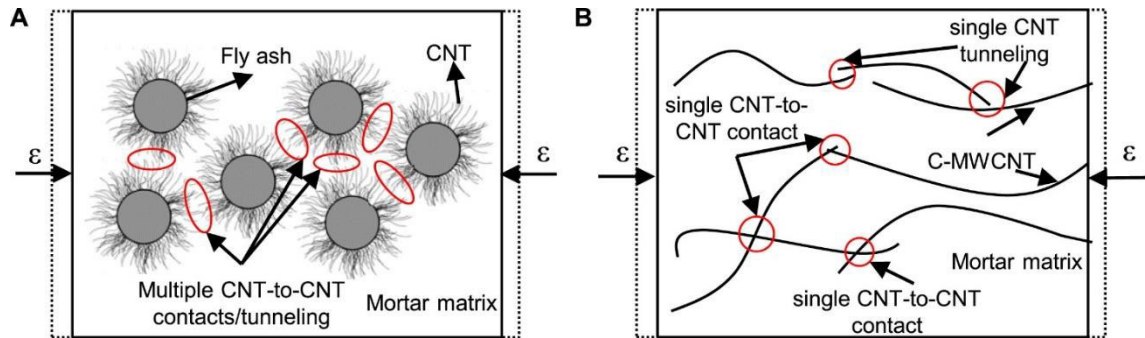 A
Fly ash
CNT
ε
ε
Multiple CNT-to-CNT
contacts/tunneling
Mortar matrix
B
single CNT
tunneling
single CNT-to-
CNT contact
C-MWCNT
ε
ε
Mortar matrix
single CNT-to-CNT
contact